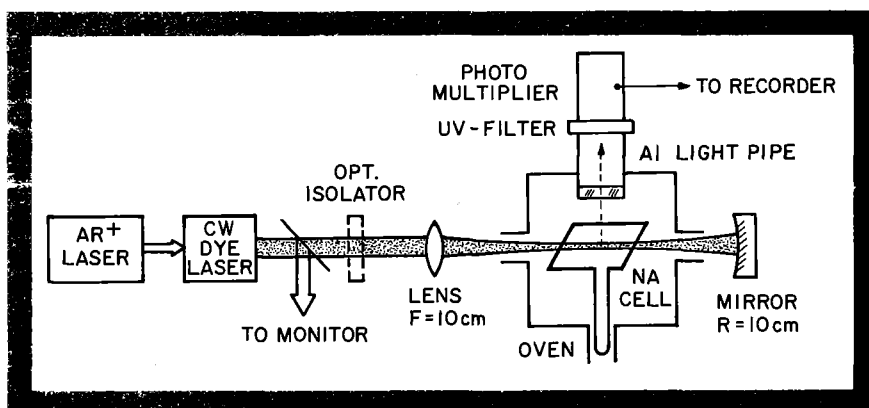 PHOTO
MULTIPLIER
TO RECORDER
UV-FILTER
Al LIGHT PIPE
OPT.
ISOLATOR
AR+
LASER
CW
DYE
LASER
TO MONITOR
LENS
F=10cm
OVEN
NA
CELL
MIRROR
R=10cm